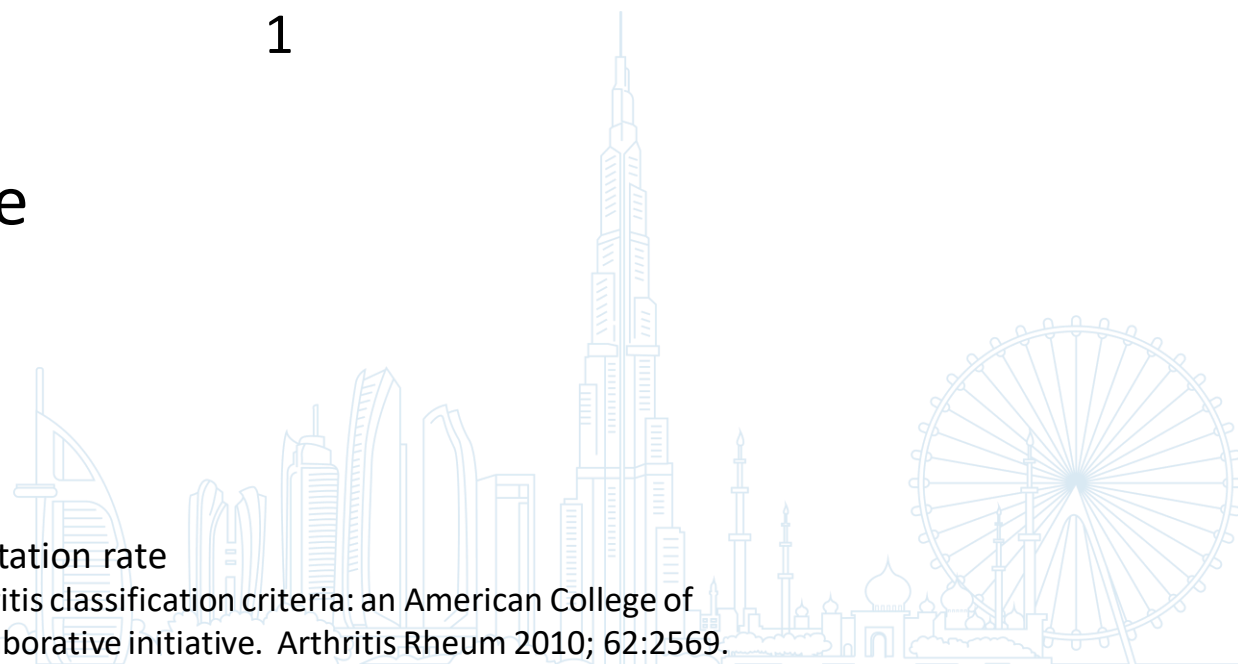 1
e
tation rate
itis classification criteria: an American College of
borative initiative. Arthritis Rheum 2010; 62:2569.